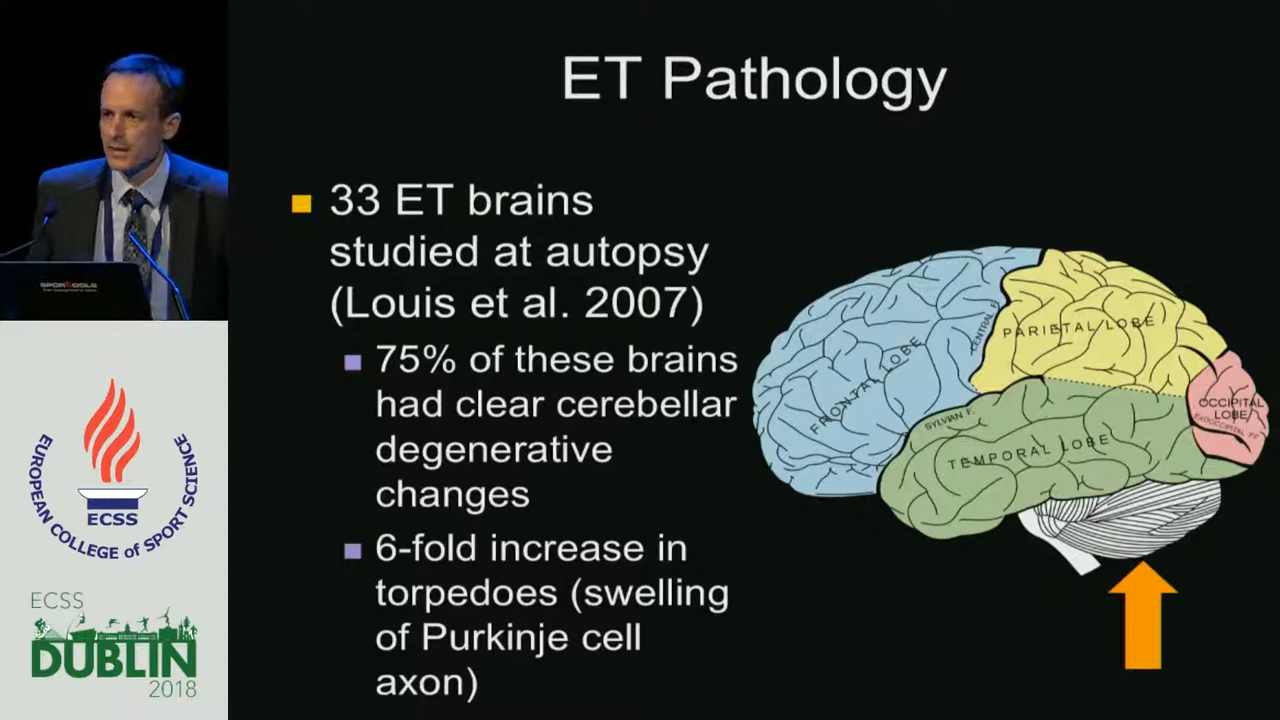 ET Pathology
33 ET brains
studied at autopsy
(Louis et al. 2007)
75% of these brains
had clear cerebellar
degenerative
changes
6-fold increase in
torpedoes (swelling
of Purkinje cell
axon)
FRONTAL LOBE
CENTRAL
PARIETAL LOBE
SYLVIAN F.
TEMPORAL LOBE
OCCIPITAL
LOBE
ECSS
EUROPEAN COLLEGE of SPORT SCIENCE
ECSS
DUBLIN
2018